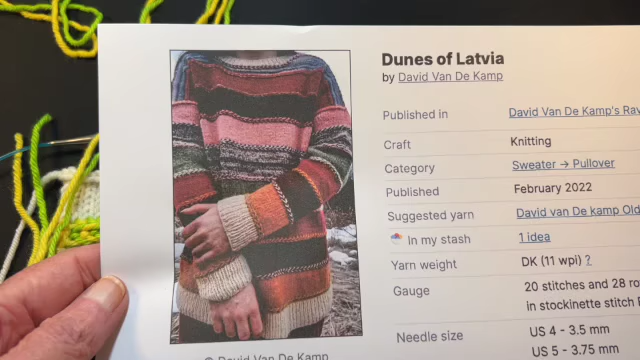 Dunes of Latvia
by David Van De Kamp
Published in David Van De Kamp's Rav
Craft Knitting
Category Sweater → Pullover
Published February 2022
Suggested yarn David van De kamp Old
In my stash 1 idea
Yarn weight DK (11 wpi) ?
Gauge 20 stitches and 28 ro
in stockinette stitch
Needle size US 4 - 3.5 mm
US 5 - 3.75 mm
© David Van De Kamp